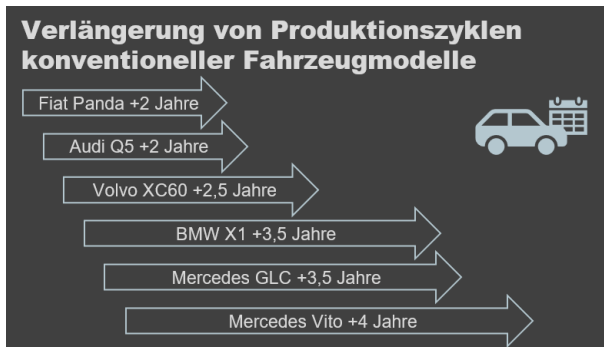 Verlängerung von Produktionszyklen
konventioneller Fahrzeugmodelle
Fiat Panda +2 Jahre
Audi Q5 +2 Jahre
Volvo XC60 +2,5 Jahre
BMW X1 +3,5 Jahre
Mercedes GLC +3,5 Jahre
Mercedes Vito +4 Jahre